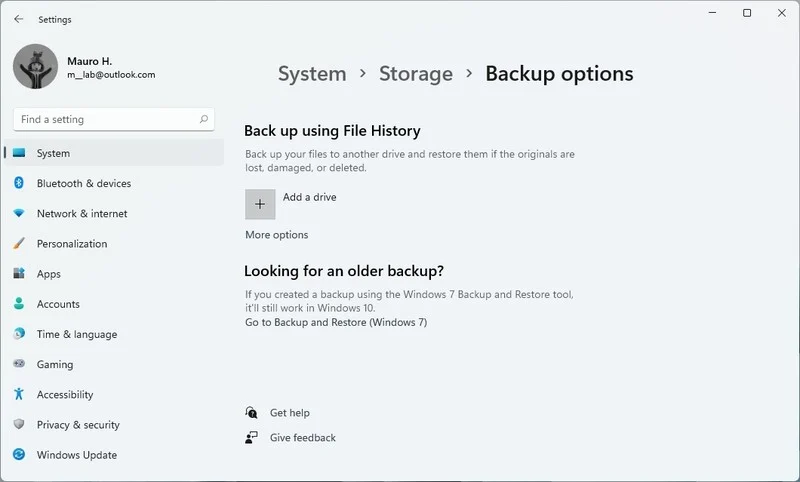 Settings
Mauro H.
m__lab@outlook.com
Find a setting
System
Bluetooth & devices
Network & internet
Personalization
Apps
Accounts
Time & language
Gaming
Accessibility
Privacy & security
Windows Update
System > Storage > Backup options
Back up using File History
Back up your files to another drive and restore them if the originals are
lost, damaged, or deleted.
Add a drive
More options
Looking for an older backup?
If you created a backup using the Windows 7 Backup and Restore tool,
it'll still work in Windows 10.
Go to Backup and Restore (Windows 7)
Get help
Give feedback